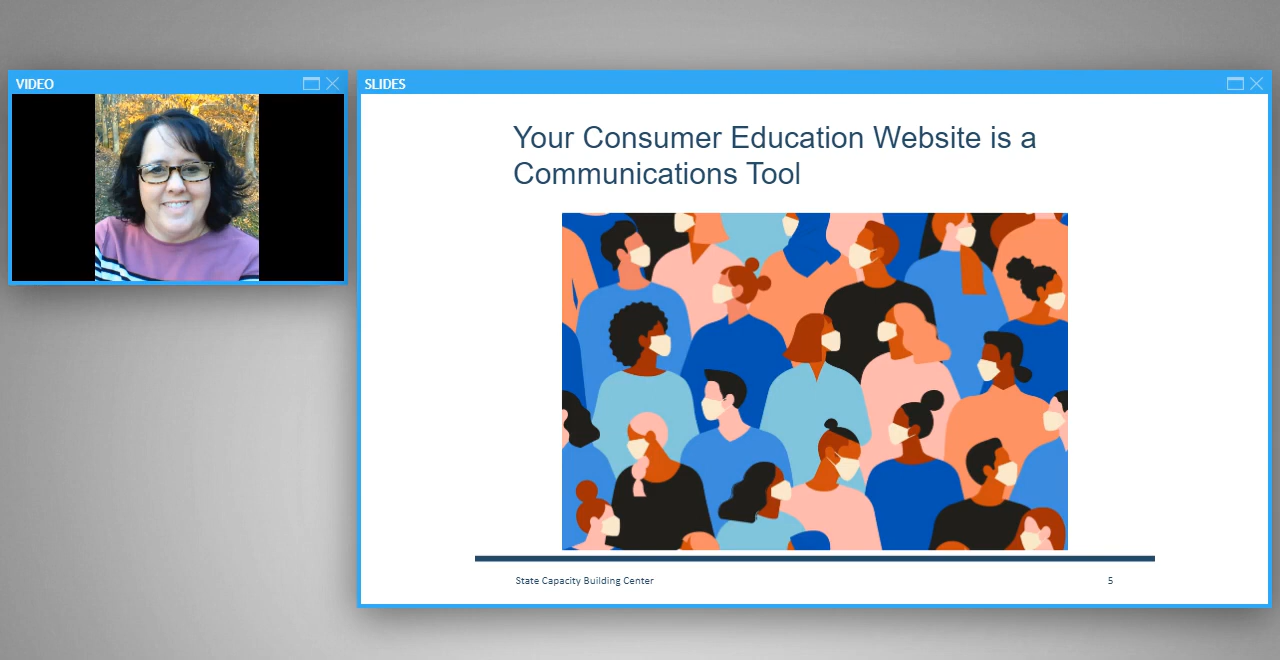 VIDEO
SLIDES
Your Consumer Education Website is a
Communications Tool
State Capacity Building Center
5